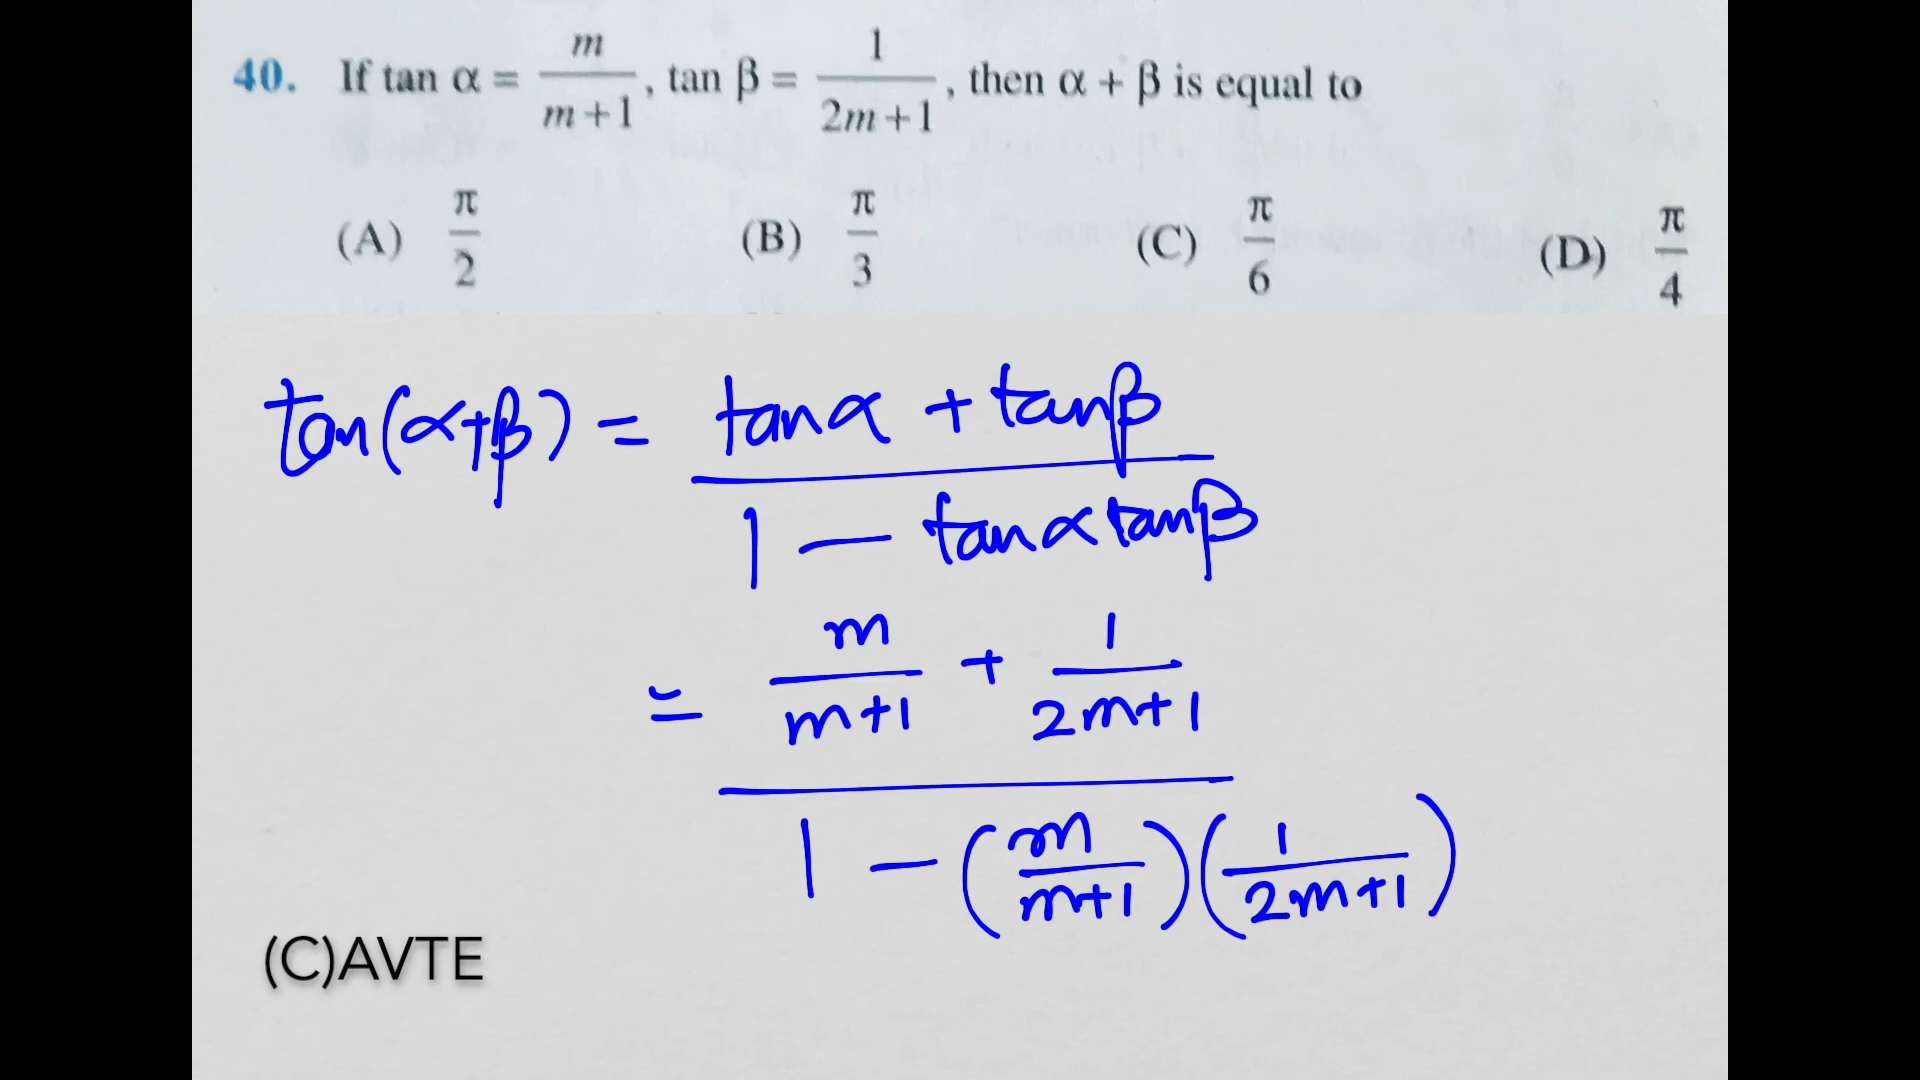 40. If tan α = m/(m+1), tan β = 1/(2m+1), then α + β is equal to
(A) π/2 (B) π/3 (C) π/6 (D) π/4
tan(α+β) = (tanα + tanβ)/(1 − tanα tanβ)
= (m/(m+1) + 1/(2m+1))/(1 − (m/(m+1))(1/(2m+1)))
(C)AVTE